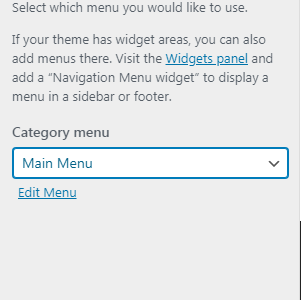 Select which menu you would like to use.
If your theme has widget areas, you can also
add menus there. Visit the Widgets panel and
add a “Navigation Menu widget” to display a
menu in a sidebar or footer.
Category menu
Main Menu
Edit Menu